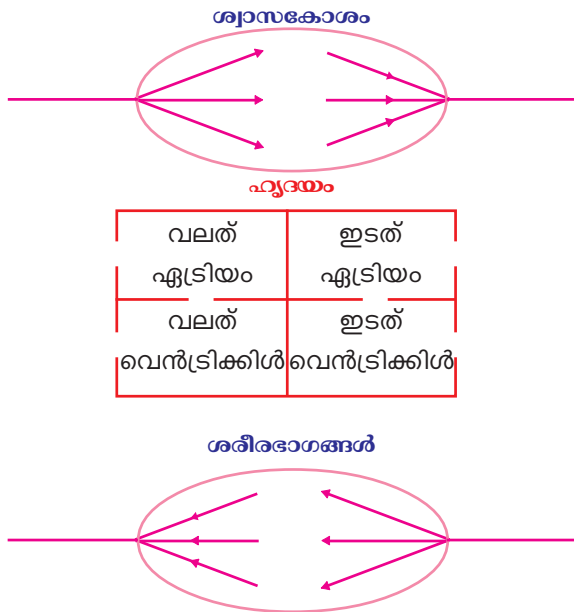 ശ്വാസകോശം
ഹൃദയം
വലത് ഇടത്
ഏട്രിയം ഏട്രിയം
വലത് ഇടത്
വെൻട്രിക്കിൾ വെൻട്രിക്കിൾ
ശരീരഭാഗങ്ങൾ